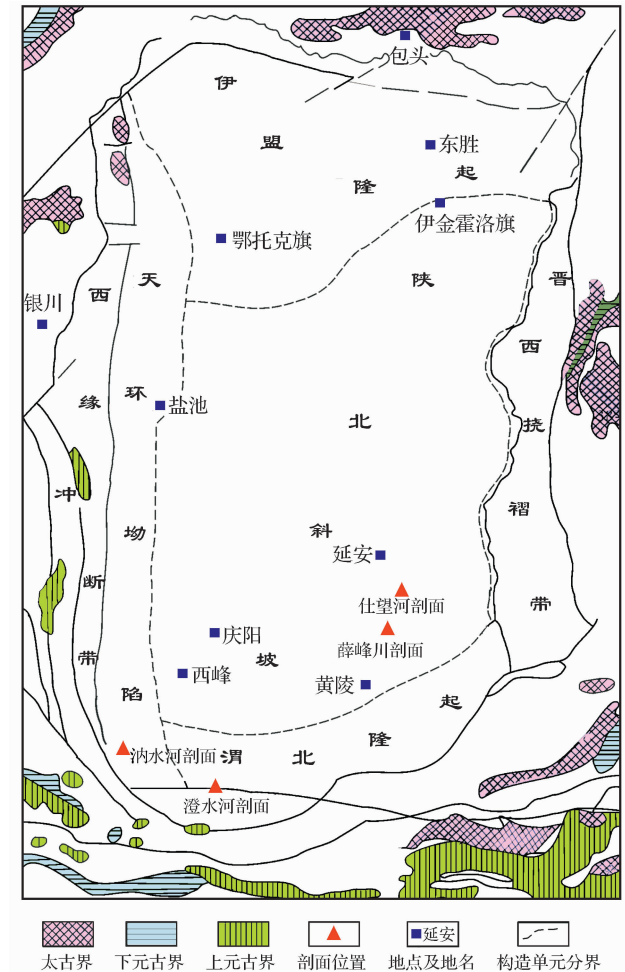 包头
伊盟隆起
东胜
伊金霍洛旗
鄂托克旗
银川
西缘冲断带
天环坳陷
陕北斜坡
晋西挠褶带
盐池
延安
仕望河剖面
薛峰川剖面
庆阳
西峰
黄陵
渭北隆起
汭水河剖面
澄水河剖面
太古界
下元古界
上元古界
剖面位置
延安
地点及地名
构造单元分界